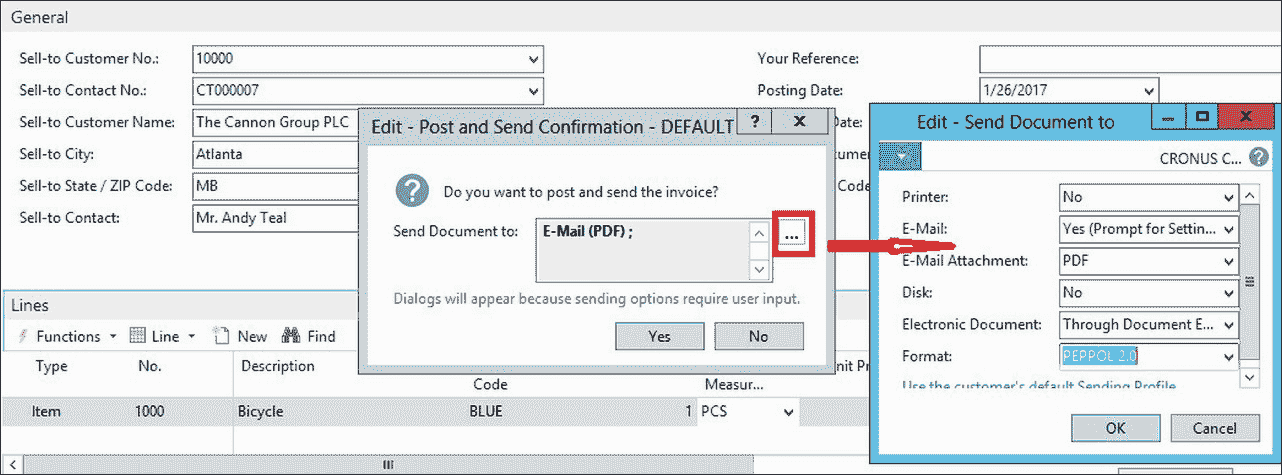 General
Sell-to Customer No.: 10000 Your Reference:
Sell-to Contact No.: CT000007 Posting Date: 1/26/2017
Sell-to Customer Name: The Cannon Group PLC Date:
Sell-to City: Atlanta
Sell-to State / ZIP Code: MB Code
Sell-to Contact: Mr. Andy Teal
Edit - Post and Send Confirmation - DEFAULT ?
Do you want to post and send the invoice?
Send Document to: E-Mail (PDF) ; ...
Dialogs will appear because sending options require user input.
Yes No
Edit - Send Document to
CRONUS C... ?
Printer: No
E-Mail: Yes (Prompt for Settin...
E-Mail Attachment: PDF
Disk: No
Electronic Document: Through Document E...
Format: PEPPOL 2.0
Use the customer's default Sending Profile
OK Cancel
Lines
Functions Line New Find
Type No. Description Code Measur...
Item 1000 Bicycle BLUE 1 PCS